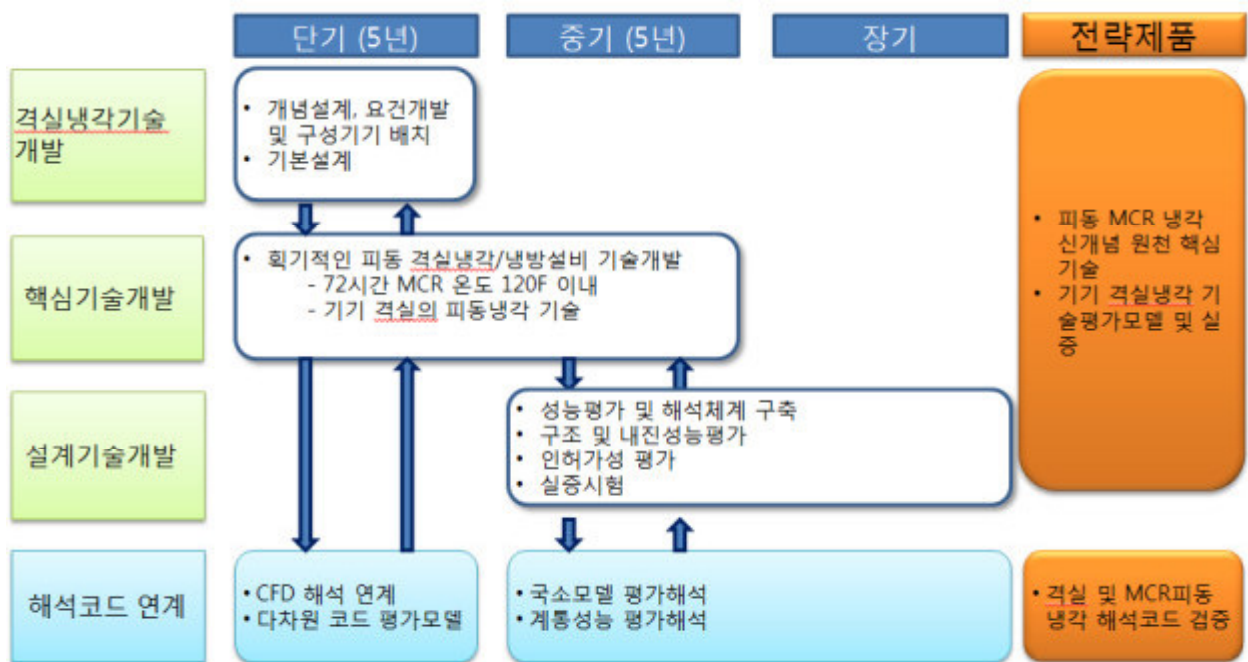 단기 (5년)
중기 (5년)
장기
전략제품
격실냉각기술
개발
• 개념설계, 요건개발
및 구성기기 배치
• 기본설계
핵심기술개발
• 획기적인 피동 격실냉각/냉방설비 기술개발
- 72시간 MCR 온도 120F 이내
- 기기 격실의 피동냉각 기술
설계기술개발
• 성능평가 및 해석체계 구축
• 구조 및 내진성능평가
• 인허가성 평가
• 실증시험
• 피동 MCR 냉각
신개념 원천 핵심
기술
• 기기 격실냉각 기
술평가모델 및 실
증
해석코드 연계
• CFD 해석 연계
• 다차원 코드 평가모델
• 국소모델 평가해석
• 계통성능 평가해석
• 격실 및 MCR피동
냉각 해석코드 검증